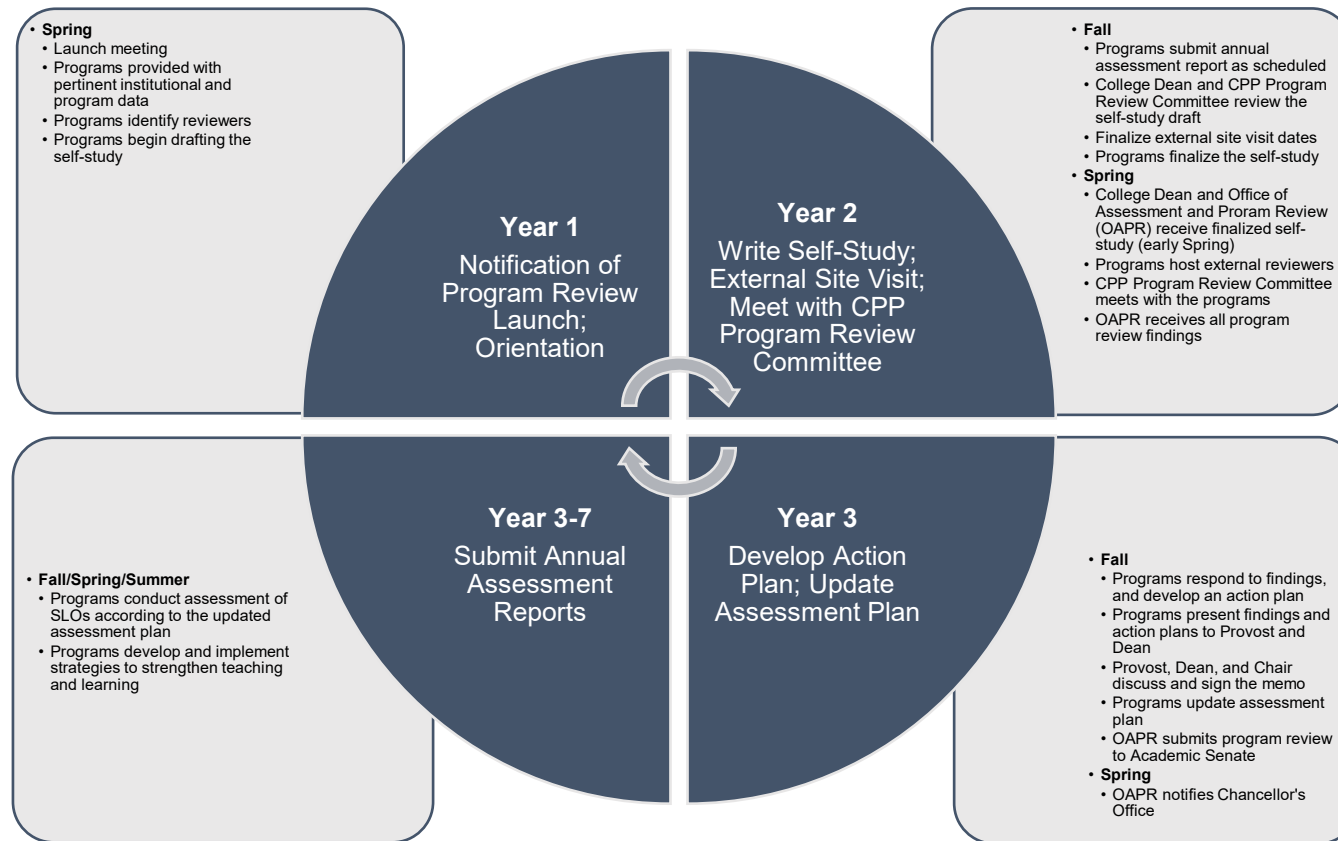 • Spring
• Launch meeting
• Programs provided with
pertinent institutional and
program data
• Programs identify reviewers
• Programs begin drafting the
self-study
Year 1
Notification of
Program Review
Launch;
Orientation
Year 2
Write Self-Study;
External Site Visit;
Meet with CPP
Program Review
Committee
• Fall
• Programs submit annual
assessment report as scheduled
• College Dean and CPP Program
Review Committee review the
self-study draft
• Finalize external site visit dates
• Programs finalize the self-study
• Spring
• College Dean and Office of
Assessment and Proram Review
(OAPR) receive finalized self-
study (early Spring)
• Programs host external reviewers
• CPP Program Review Committee
meets with the programs
• OAPR receives all program
review findings
• Fall/Spring/Summer
• Programs conduct assessment of
SLOs according to the updated
assessment plan
• Programs develop and implement
strategies to strengthen teaching
and learning
Year 3-7
Submit Annual
Assessment
Reports
Year 3
Develop Action
Plan; Update
Assessment Plan
• Fall
• Programs respond to findings,
and develop an action plan
• Programs present findings and
action plans to Provost and
Dean
• Provost, Dean, and Chair
discuss and sign the memo
• Programs update assessment
plan
• OAPR submits program review
to Academic Senate
• Spring
• OAPR notifies Chancellor's
Office